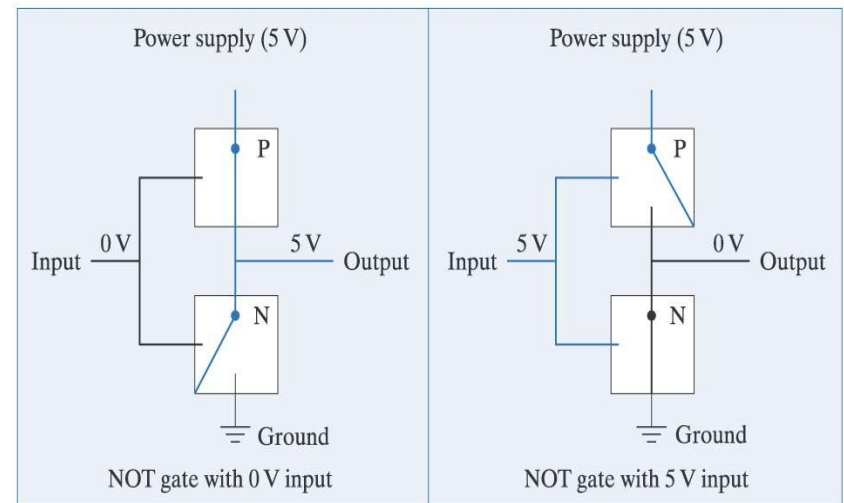 Power supply (5 V)
P
0 V
5 V
Input
Output
N
Ground
NOT gate with 0 V input
Power supply (5 V)
P
5 V
0 V
Input
Output
N
Ground
NOT gate with 5 V input